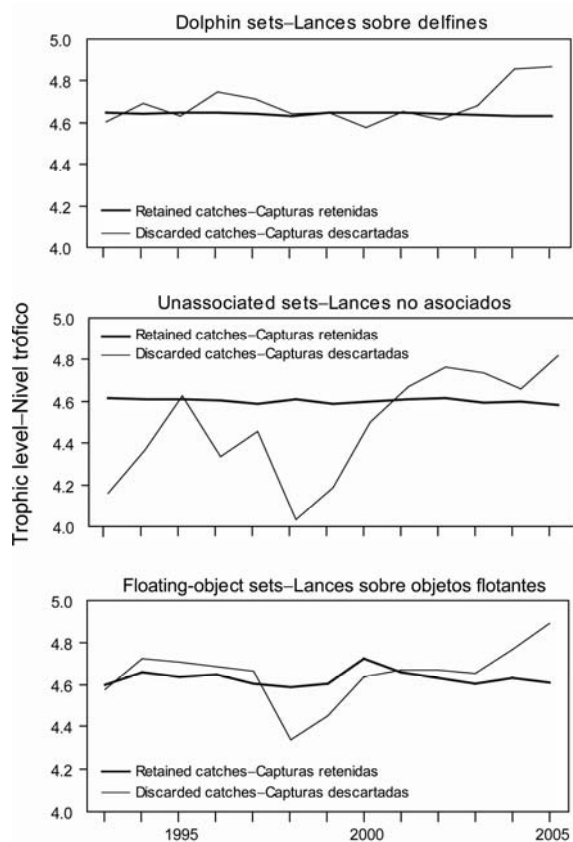 Dolphin sets–Lances sobre delfines
5.0
4.8
4.6
4.4
4.2
4.0
Retained catches–Capturas retenidas
Discarded catches–Capturas descartadas
Trophic level–Nivel trófico
Unassociated sets–Lances no asociados
5.0
4.8
4.6
4.4
4.2
4.0
Retained catches–Capturas retenidas
Discarded catches–Capturas descartadas
Floating-object sets–Lances sobre objetos flotantes
5.0
4.8
4.6
4.4
4.2
4.0
Retained catches–Capturas retenidas
Discarded catches–Capturas descartadas
1995 2000 2005